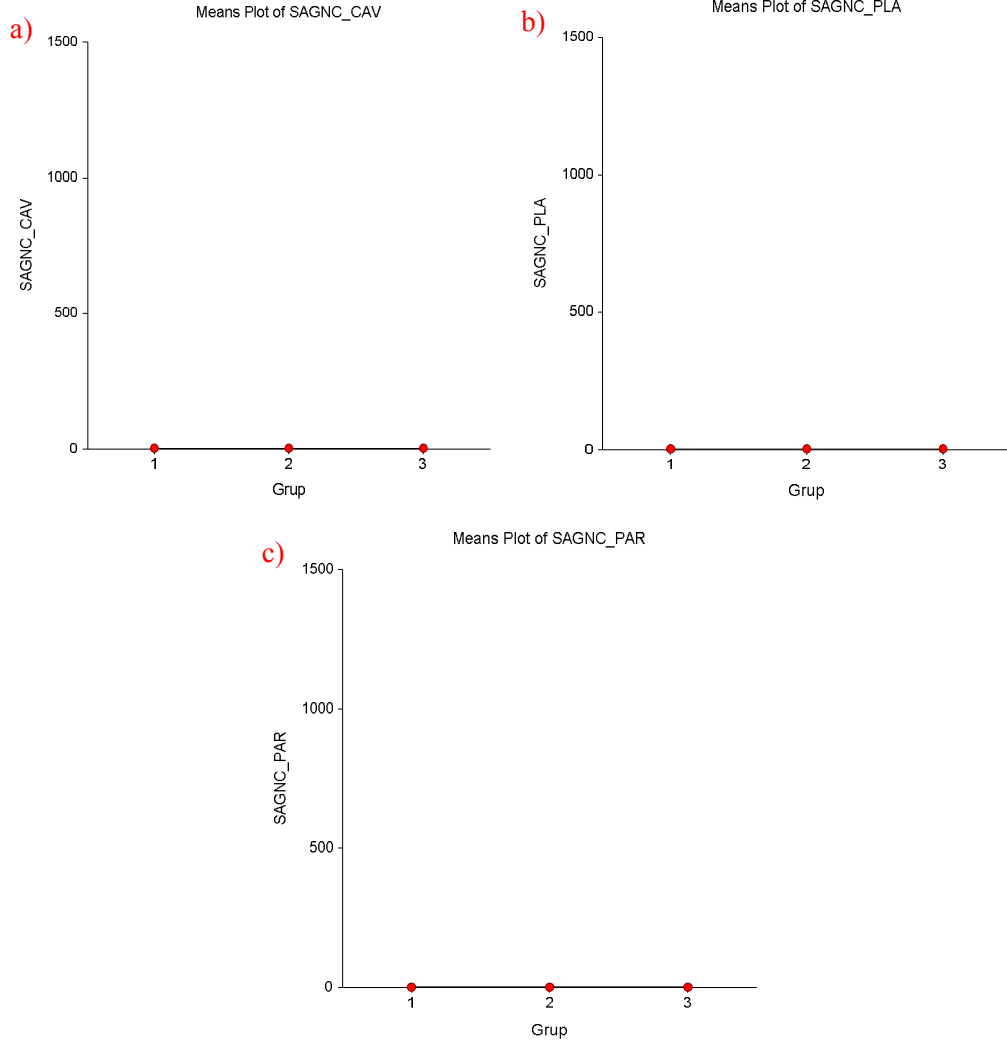 a)
Means Plot of SAGNC_CAV
1500
1000
500
0
SAGNC_CAV
1 2 3
Grup
b)
Means Plot of SAGNC_PLA
1500
1000
500
0
SAGNC_PLA
1 2 3
Grup
c)
Means Plot of SAGNC_PAR
1500
1000
500
0
SAGNC_PAR
1 2 3
Grup